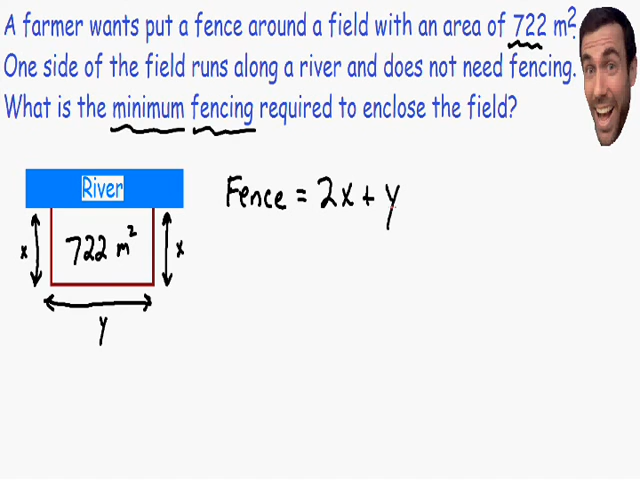 A farmer wants put a fence around a field with an area of 722 m².
One side of the field runs along a river and does not need fencing.
What is the minimum fencing required to enclose the field?
River
Fence = 2x + y
x 722 m² x
y